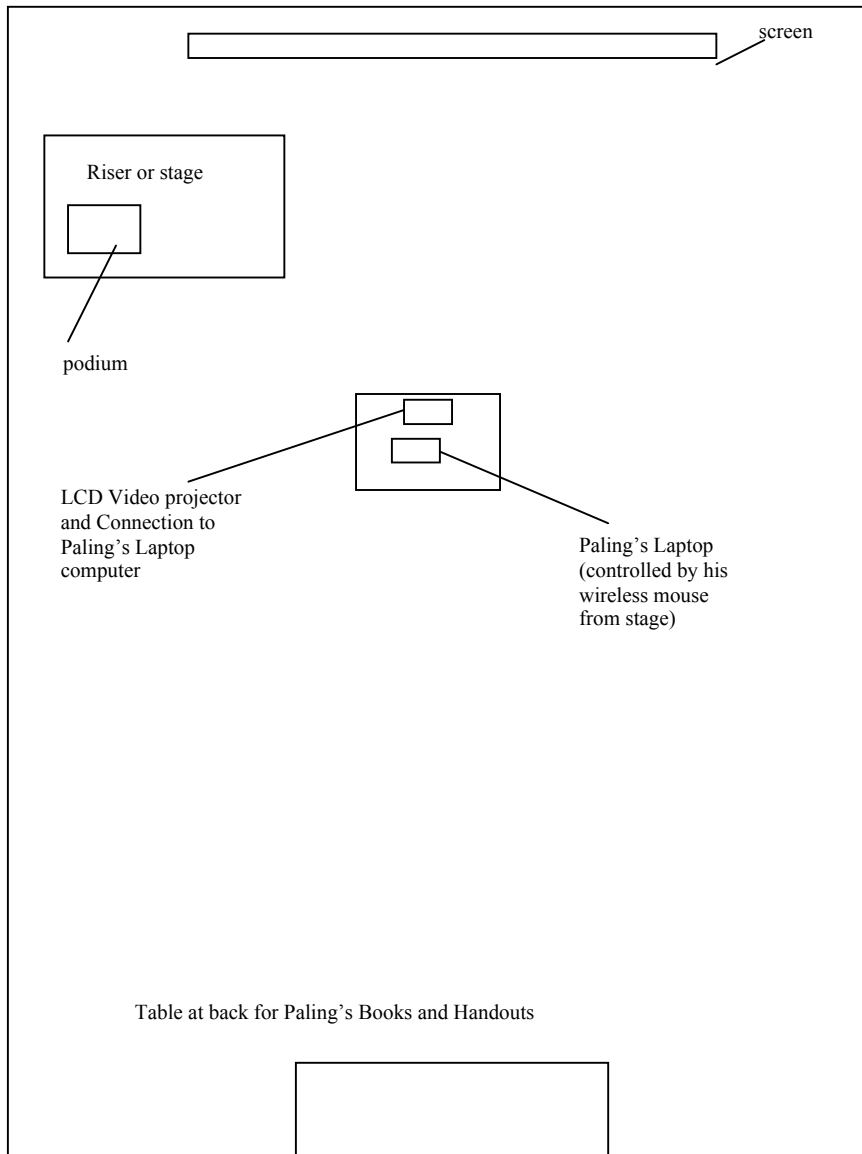 screen
Riser or stage
podium
LCD Video projector
and Connection to
Paling’s Laptop
computer
Paling’s Laptop
(controlled by his
wireless mouse
from stage)
Table at back for Paling’s Books and Handouts